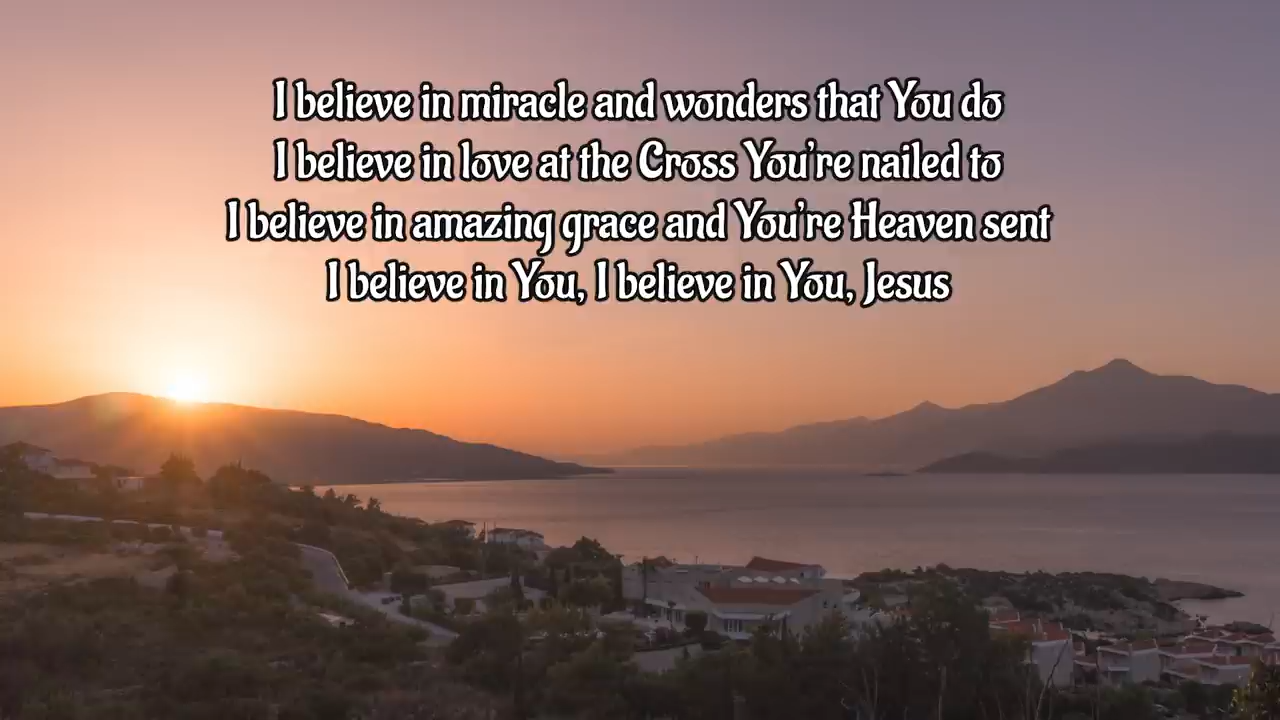 I believe in miracle and wonders that You do
I believe in love at the Cross You're nailed to
I believe in amazing grace and You're Heaven sent
I believe in You, I believe in You, Jesus